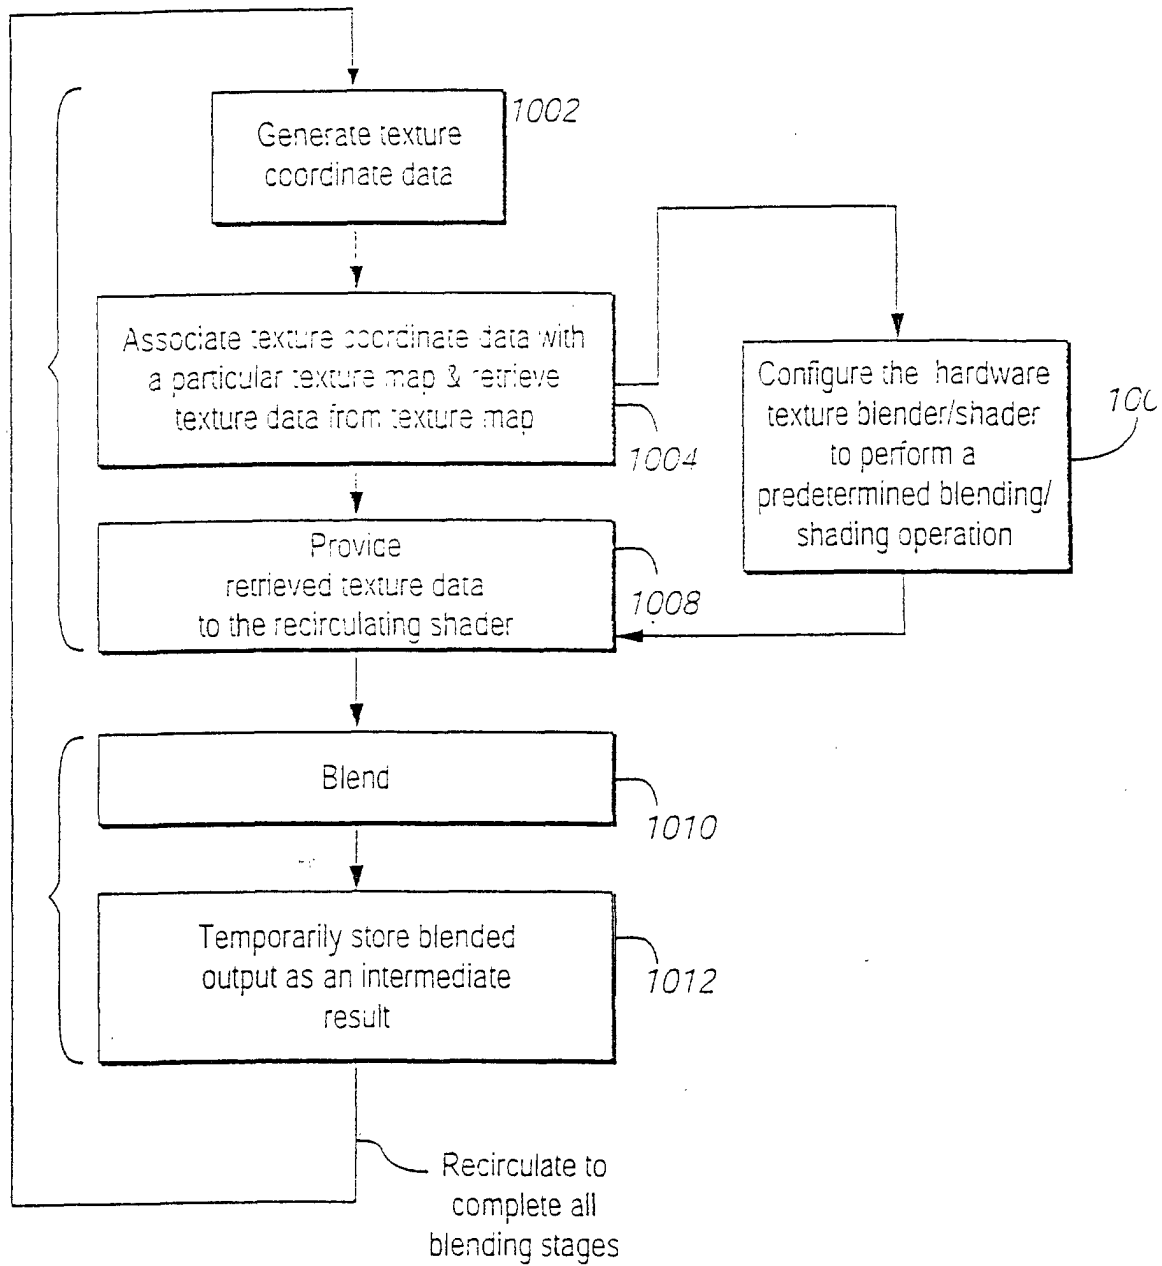 1002
Generate texture
coordinate data
Associate texture coordinate data with
a particular texture map & retrieve
texture data from texture map
1004
Configure the hardware
texture blender/shader
to perform a
predetermined blending/
shading operation
100
Provice
retrieved texture data
to the recirculating shader
1008
Blend
1010
Temporarily store blended
output as an intermediate
result
1012
Recirculate to
complete all
blending stages